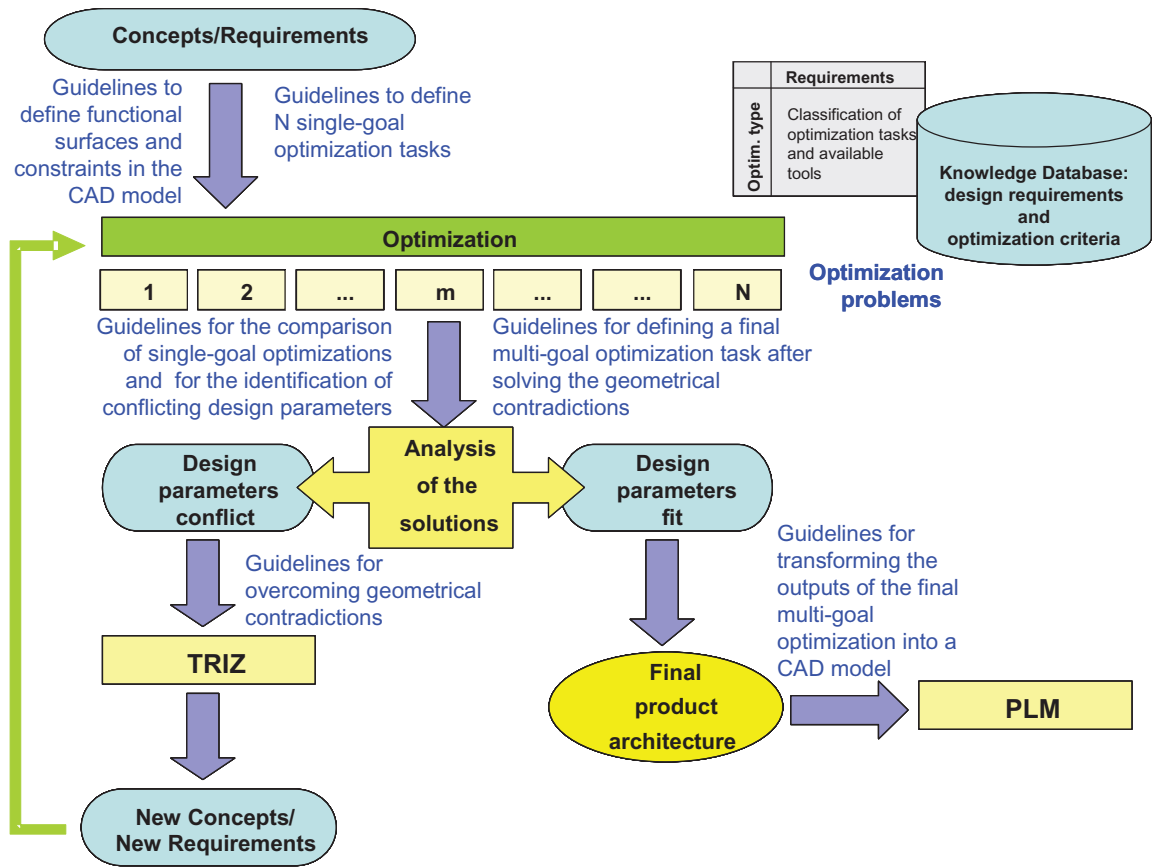 Concepts/Requirements
Guidelines to
define functional
surfaces and
constraints in the
CAD model
Guidelines to define
N single-goal
optimization tasks
Requirements
Optim. type
Classification of
optimization tasks
and available
tools
Knowledge Database:
design requirements
and
optimization criteria
Optimization
1 2 ... m ... ... N
Optimization
problems
Guidelines for the comparison
of single-goal optimizations
and for the identification of
conflicting design parameters
Guidelines for defining a final
multi-goal optimization task after
solving the geometrical
contradictions
Design
parameters
conflict
Analysis
of the
solutions
Design
parameters
fit
Guidelines for
overcoming geometrical
contradictions
Guidelines for
transforming the
outputs of the final
multi-goal
optimization into a
CAD model
TRIZ
Final
product
architecture
PLM
New Concepts/
New Requirements